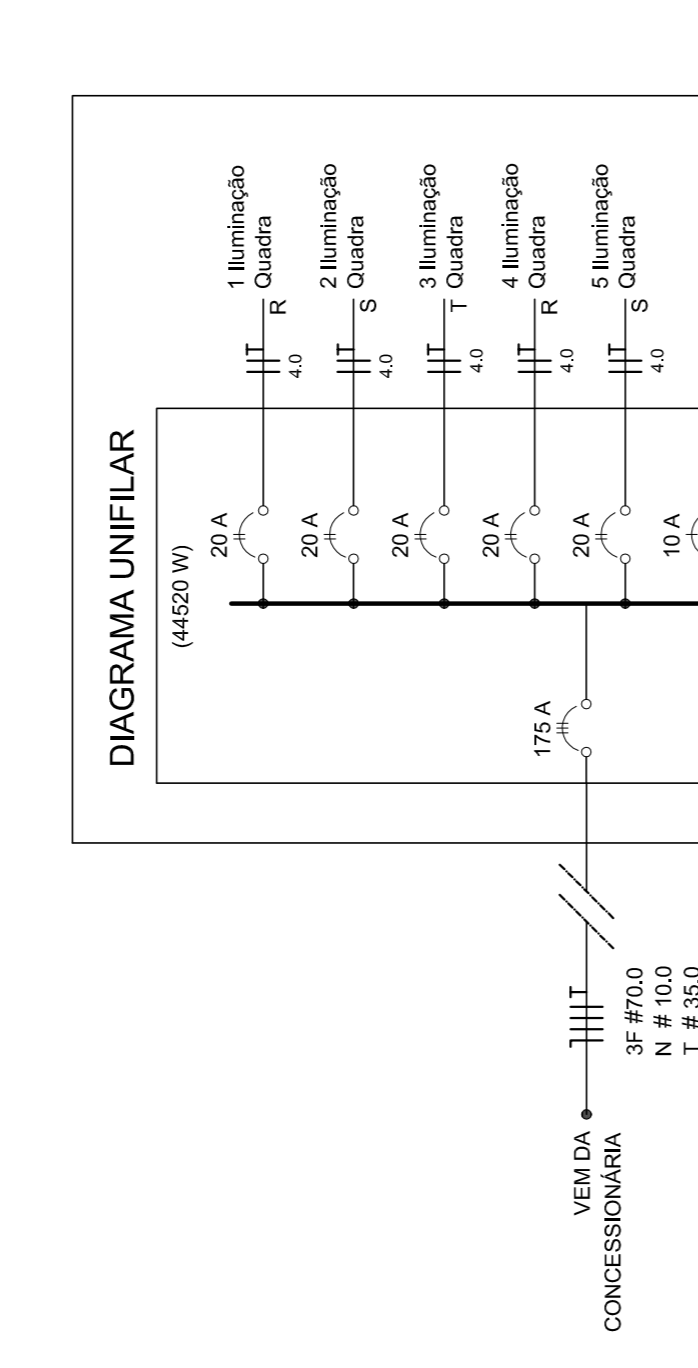 DIAGRAMA UNIFILAR
(44520 W)
20 A
4.0
R
1 Iluminação
Quadra
20 A
4.0
S
2 Iluminação
Quadra
20 A
4.0
T
3 Iluminação
Quadra
20 A
4.0
R
4 Iluminação
Quadra
20 A
4.0
S
5 Iluminação
Quadra
10 A
175 A
VEM DA
CONCESSIONÁRIA
3F #70.0
N # 10.0
T # 35.0